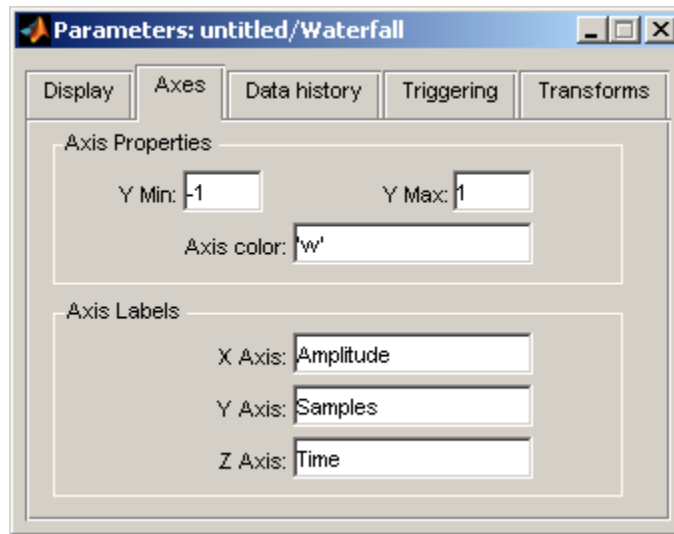 Parameters: untitled/Waterfall
Display Axes Data history Triggering Transforms
Axis Properties
Y Min: -1 Y Max: 1
Axis color: 'w'
Axis Labels
X Axis: Amplitude
Y Axis: Samples
Z Axis: Time